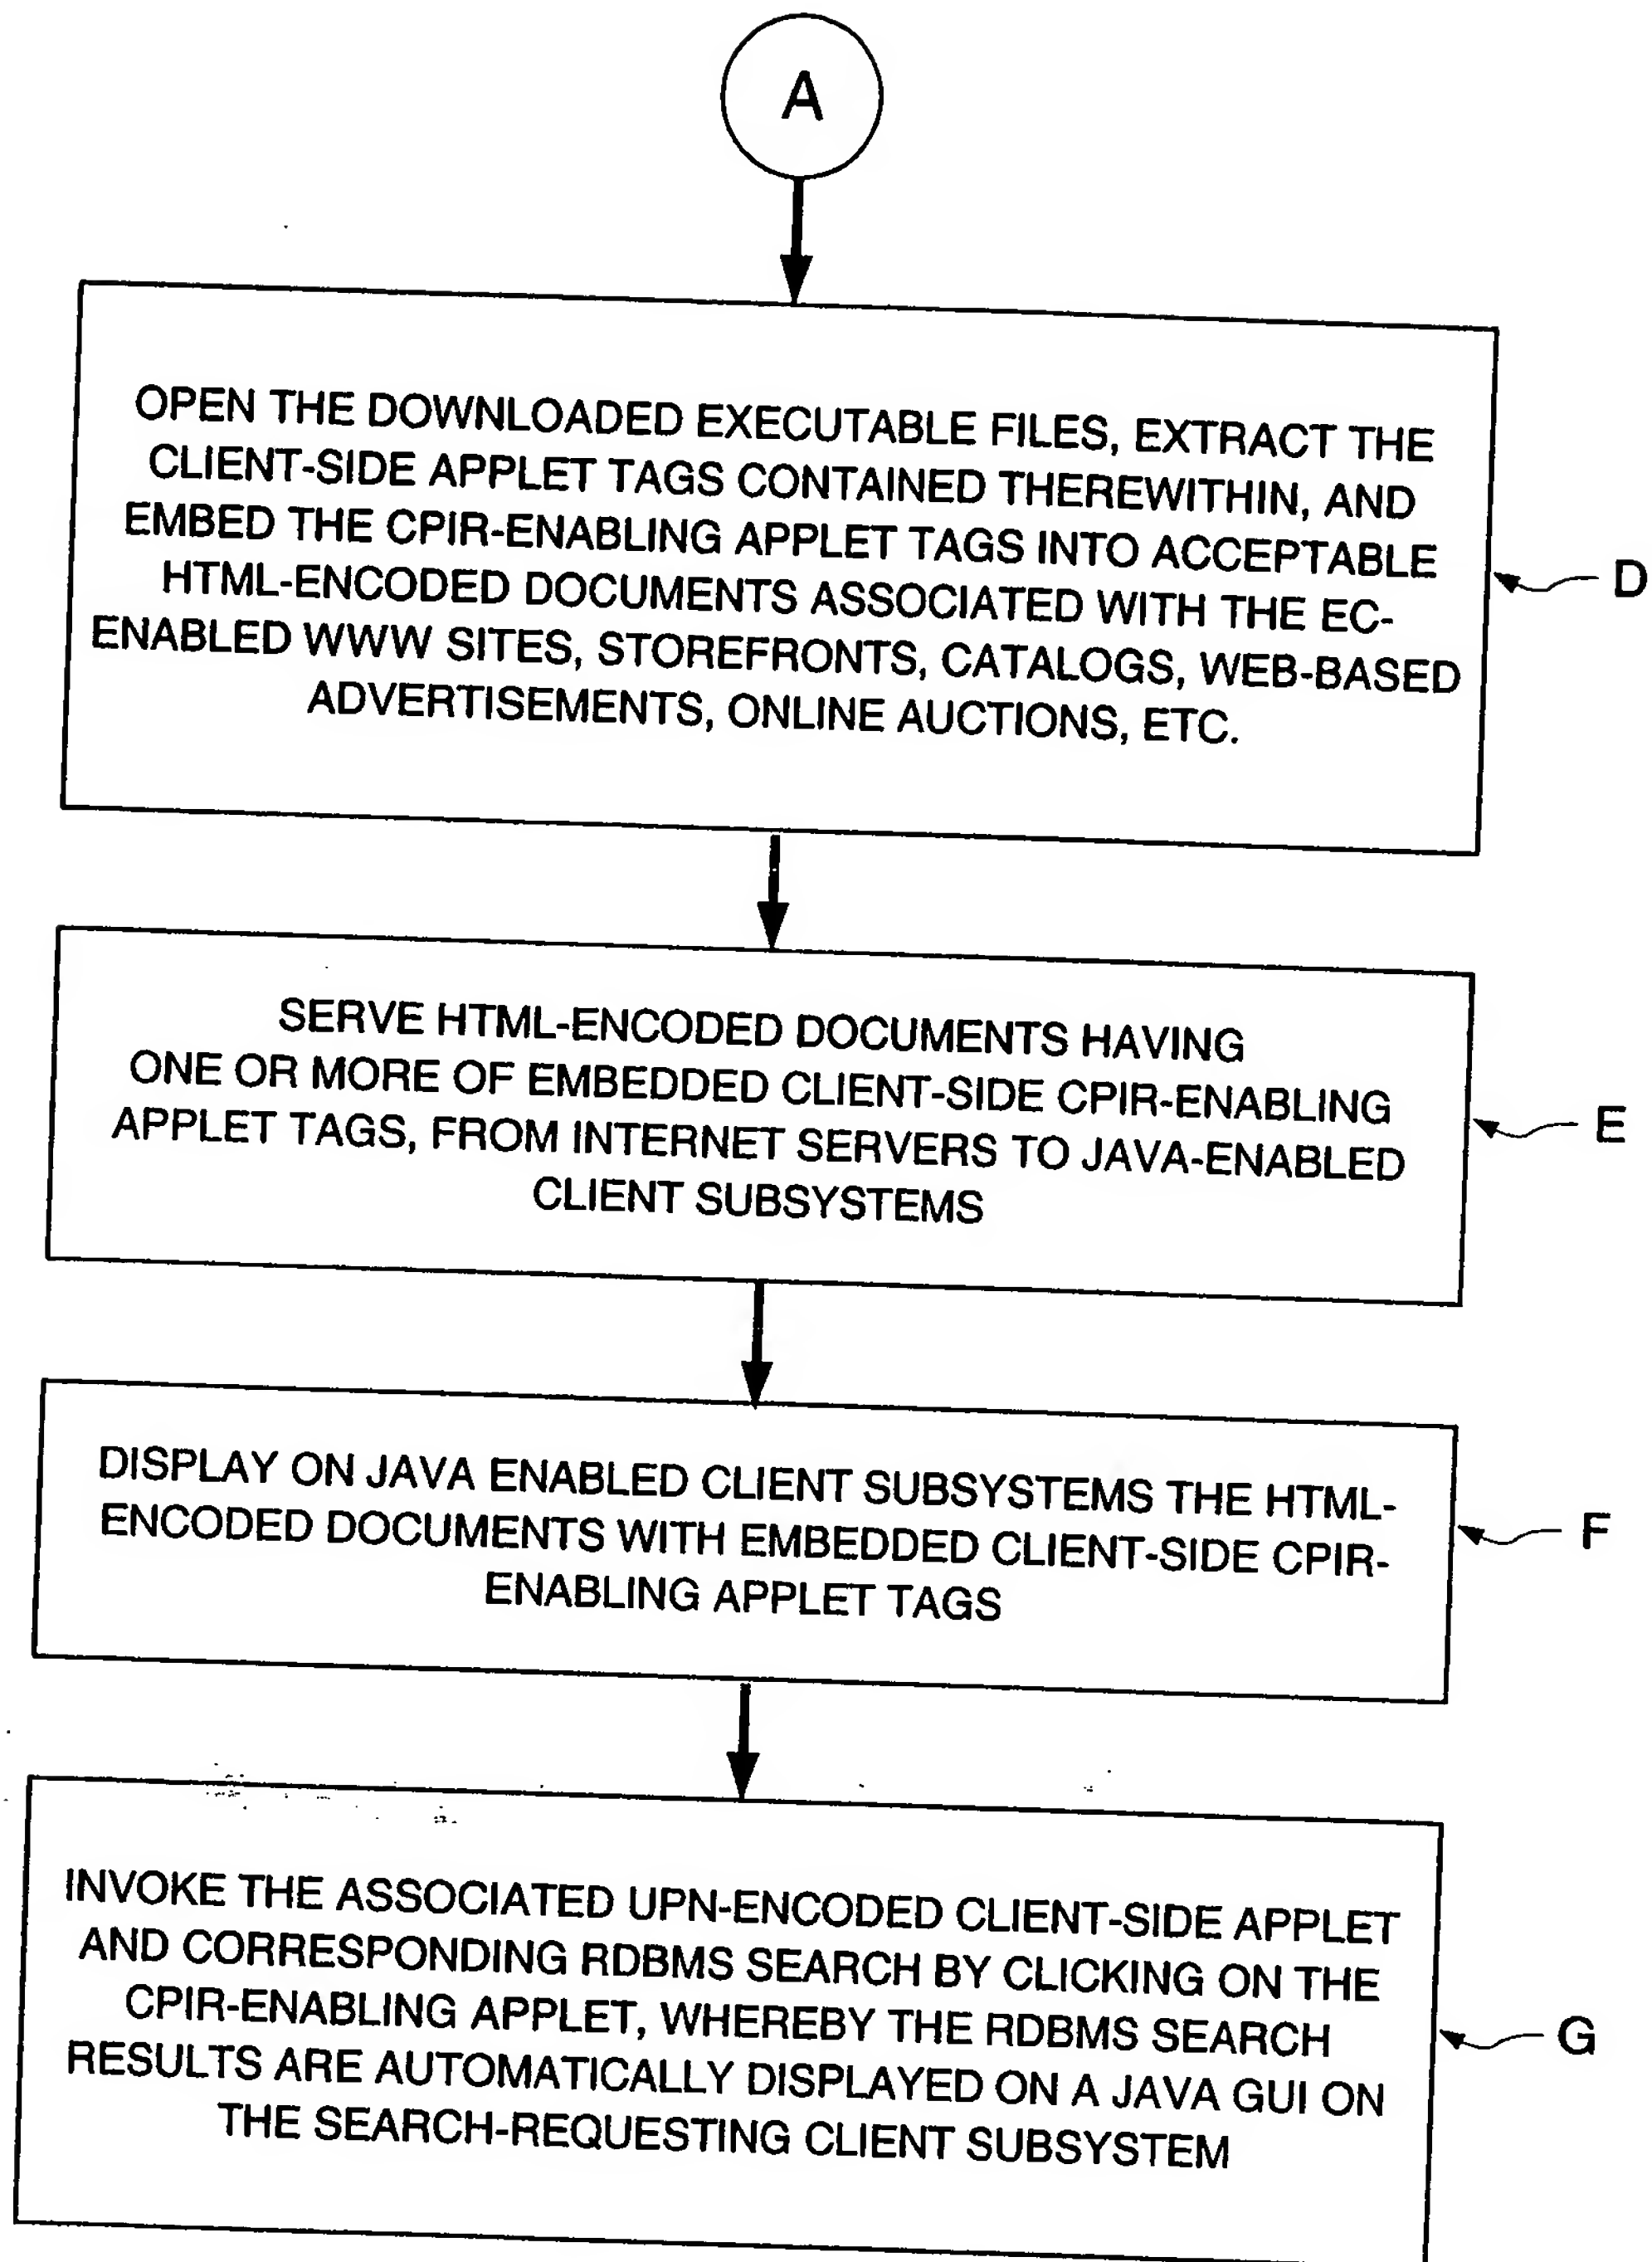 A
OPEN THE DOWNLOADED EXECUTABLE FILES, EXTRACT THE
CLIENT-SIDE APPLET TAGS CONTAINED THEREWITHIN, AND
EMBED THE CPIR-ENABLING APPLET TAGS INTO ACCEPTABLE
HTML-ENCODED DOCUMENTS ASSOCIATED WITH THE EC-
ENABLED WWW SITES, STOREFRONTS, CATALOGS, WEB-BASED
ADVERTISEMENTS, ONLINE AUCTIONS, ETC.
D
SERVE HTML-ENCODED DOCUMENTS HAVING
ONE OR MORE OF EMBEDDED CLIENT-SIDE CPIR-ENABLING
APPLET TAGS, FROM INTERNET SERVERS TO JAVA-ENABLED
CLIENT SUBSYSTEMS
E
DISPLAY ON JAVA ENABLED CLIENT SUBSYSTEMS THE HTML-
ENCODED DOCUMENTS WITH EMBEDDED CLIENT-SIDE CPIR-
ENABLING APPLET TAGS
F
INVOKE THE ASSOCIATED UPN-ENCODED CLIENT-SIDE APPLET
AND CORRESPONDING RDBMS SEARCH BY CLICKING ON THE
CPIR-ENABLING APPLET, WHEREBY THE RDBMS SEARCH
RESULTS ARE AUTOMATICALLY DISPLAYED ON A JAVA GUI ON
THE SEARCH-REQUESTING CLIENT SUBSYSTEM
G